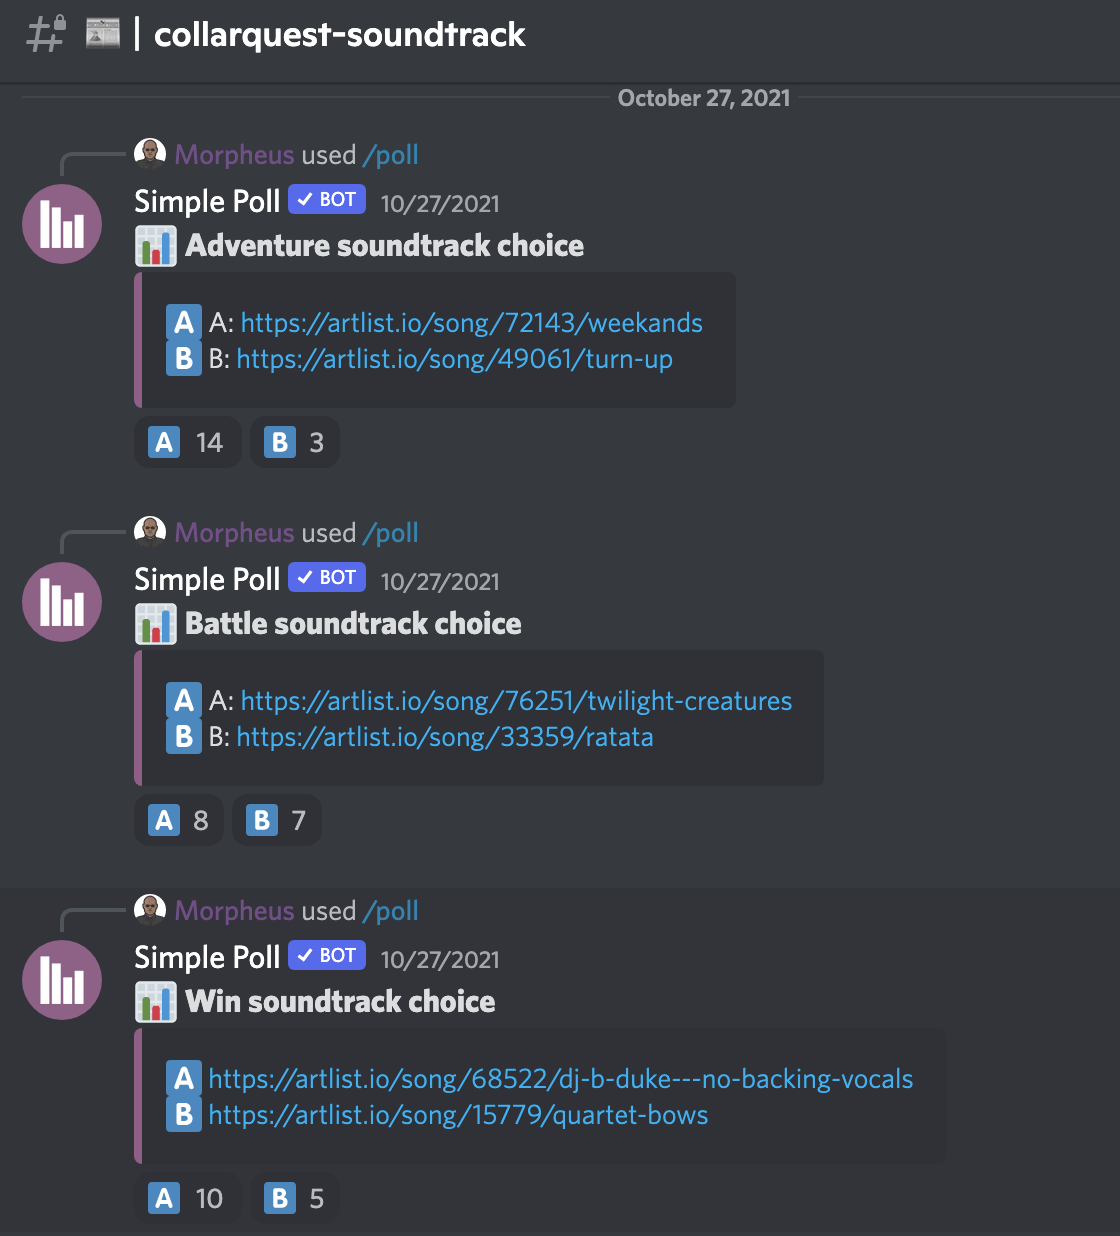 | collarquest-soundtrack
October 27, 2021
Morpheus used /poll
Simple Poll ✓ BOT 10/27/2021
📊 Adventure soundtrack choice
🅰 A: https://artlist.io/song/72143/weekands
🅱 B: https://artlist.io/song/49061/turn-up
A 14 B 3
Morpheus used /poll
Simple Poll ✓ BOT 10/27/2021
📊 Battle soundtrack choice
🅰 A: https://artlist.io/song/76251/twilight-creatures
🅱 B: https://artlist.io/song/33359/ratata
A 8 B 7
Morpheus used /poll
Simple Poll ✓ BOT 10/27/2021
📊 Win soundtrack choice
🅰 https://artlist.io/song/68522/dj-b-duke---no-backing-vocals
🅱 https://artlist.io/song/15779/quartet-bows
A 10 B 5